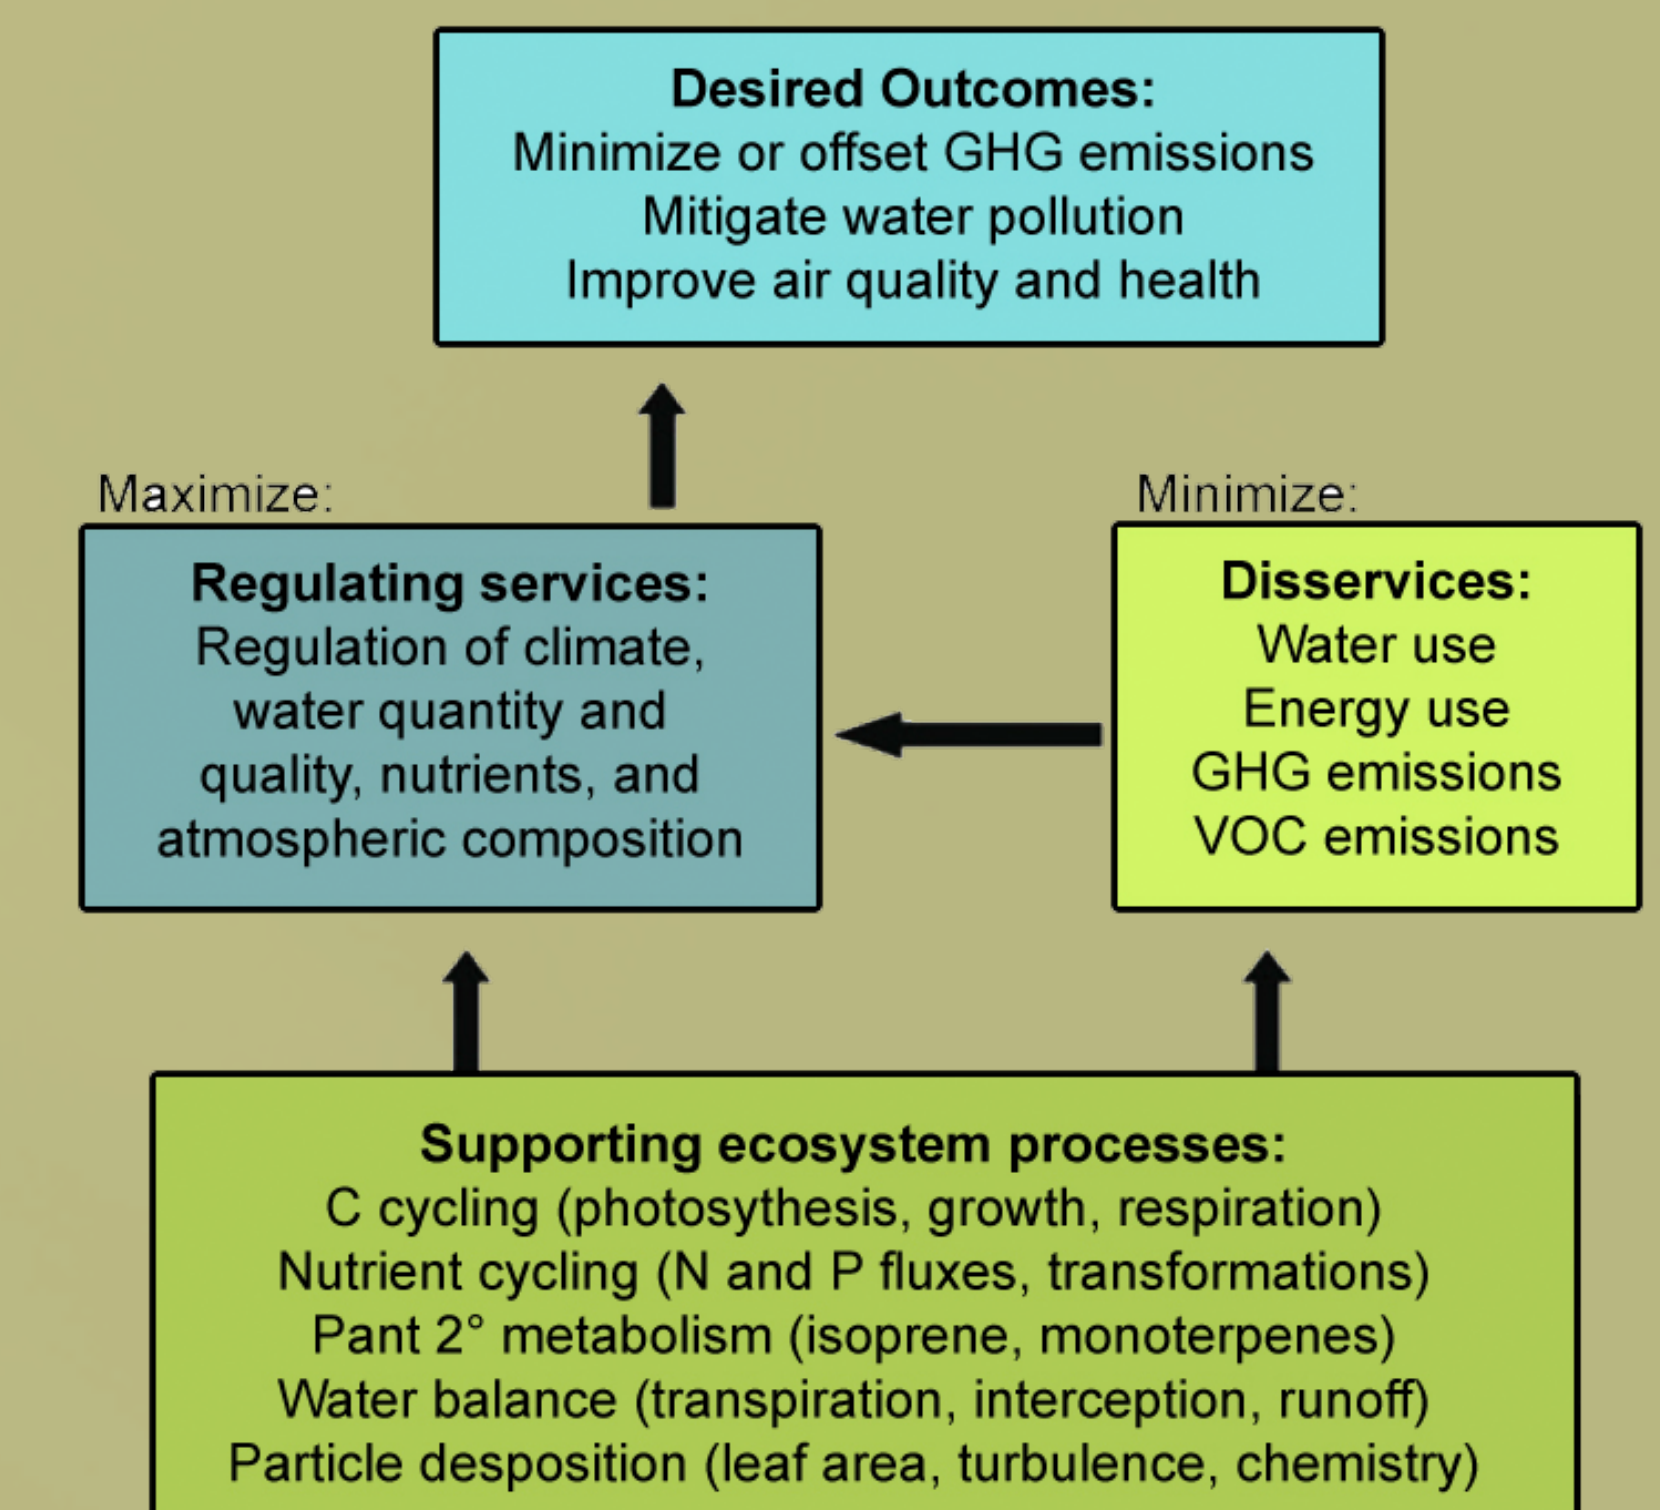 Desired Outcomes:
Minimize or offset GHG emissions
Mitigate water pollution
Improve air quality and health
Maximize:
Regulating services:
Regulation of climate,
water quantity and
quality, nutrients, and
atmospheric composition
Minimize:
Disservices:
Water use
Energy use
GHG emissions
VOC emissions
Supporting ecosystem processes:
C cycling (photosythesis, growth, respiration)
Nutrient cycling (N and P fluxes, transformations)
Pant 2° metabolism (isoprene, monoterpenes)
Water balance (transpiration, interception, runoff)
Particle desposition (leaf area, turbulence, chemistry)